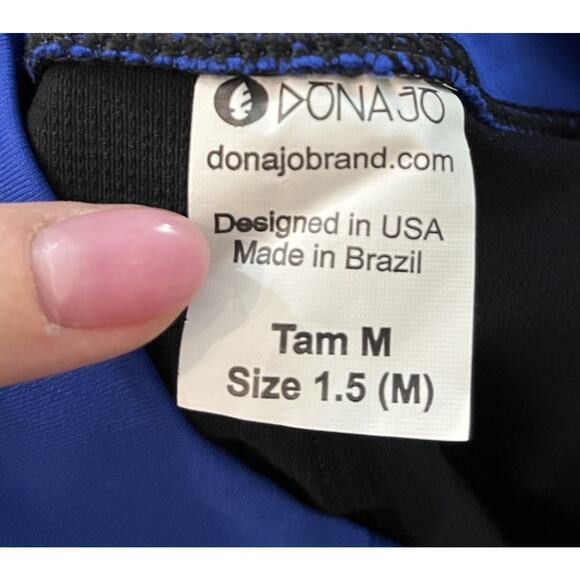 DONAJO
donajobrand.com
Designed in USA
Made in Brazil
Tam M
Size 1.5 (M)